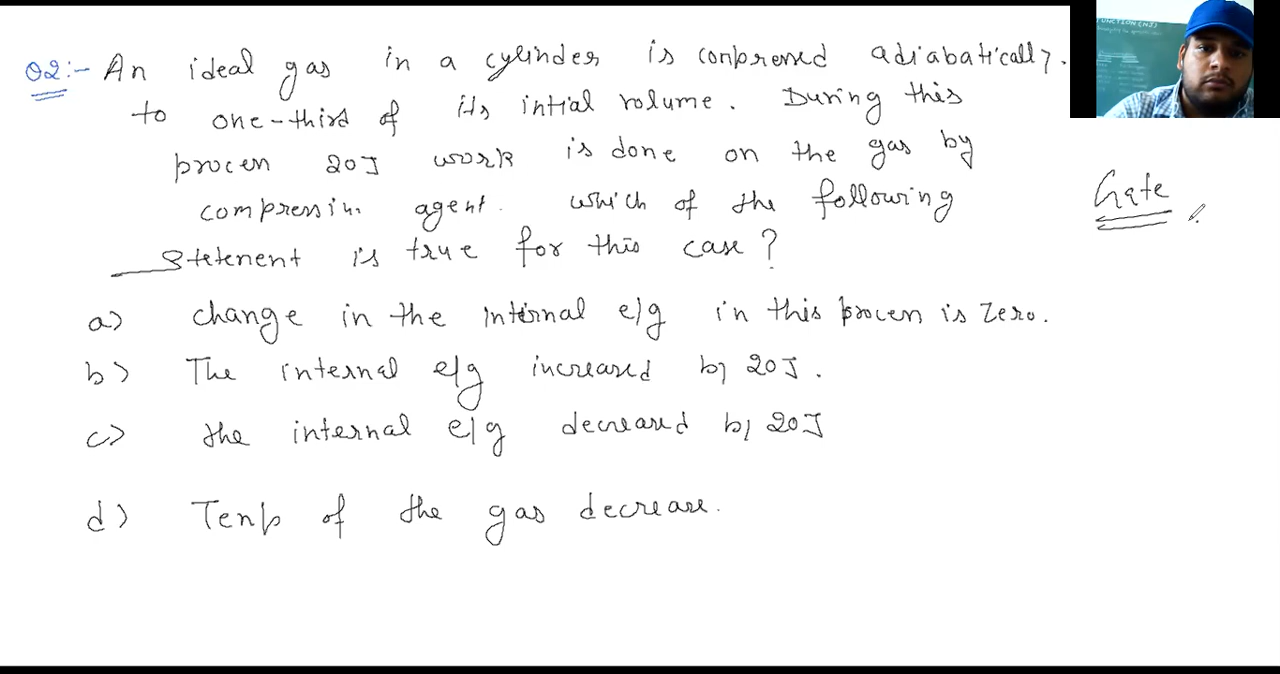 Q2:- An ideal gas in a cylinder is compressed adiabatically.
to one-third of its intial volume. During this
process 20J work is done on the gas by
compressing agent. which of the following
Stetenent is true for this case?
Gate
a) change in the internal e/g in this process is Zero.
b) The internal e/g increased by 20J.
c) the internal e/g decreased by 20J
d) Temp of the gas decrease.